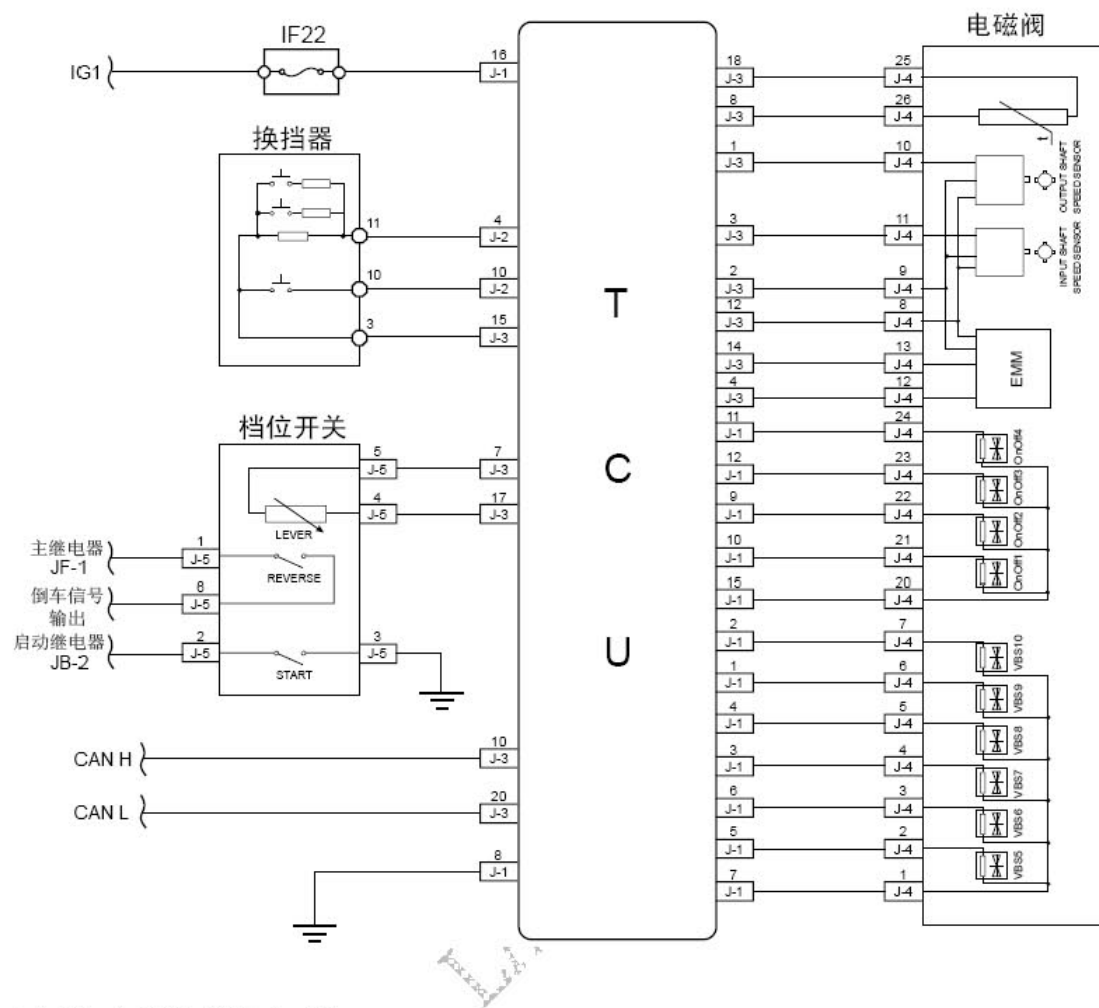 电磁阀
IF22
IG1
16
J-1
换挡器
11
4
J-2
10
10
J-2
3
15
J-3
档位开关
5
J-5
7
J-3
4
J-5
17
J-3
LEVER
主继电器
JF-1
1
J-5
REVERSE
倒车信号
输出
6
J-5
启动继电器
JB-2
2
J-5
3
J-5
START
CAN H
10
J-3
CAN L
20
J-3
8
J-1
T
C
U
18
J-3
25
J-4
8
J-3
26
J-4
t
1
J-3
10
J-4
OUTPUT SHAFT
SPEED SENSOR
3
J-3
11
J-4
INPUT SHAFT
SPEED SENSOR
2
J-3
9
J-4
12
J-3
8
J-4
14
J-3
13
J-4
EMM
4
J-3
12
J-4
11
J-1
24
J-4
OnOff4
12
J-1
23
J-4
OnOff3
9
J-1
22
J-4
OnOff2
10
J-1
21
J-4
OnOff1
15
J-1
20
J-4
2
J-1
7
J-4
VBS10
1
J-1
6
J-4
VBS9
4
J-1
5
J-4
VBS8
3
J-1
4
J-4
VBS7
6
J-1
3
J-4
VBS6
5
J-1
2
J-4
VBS5
7
J-1
1
J-4